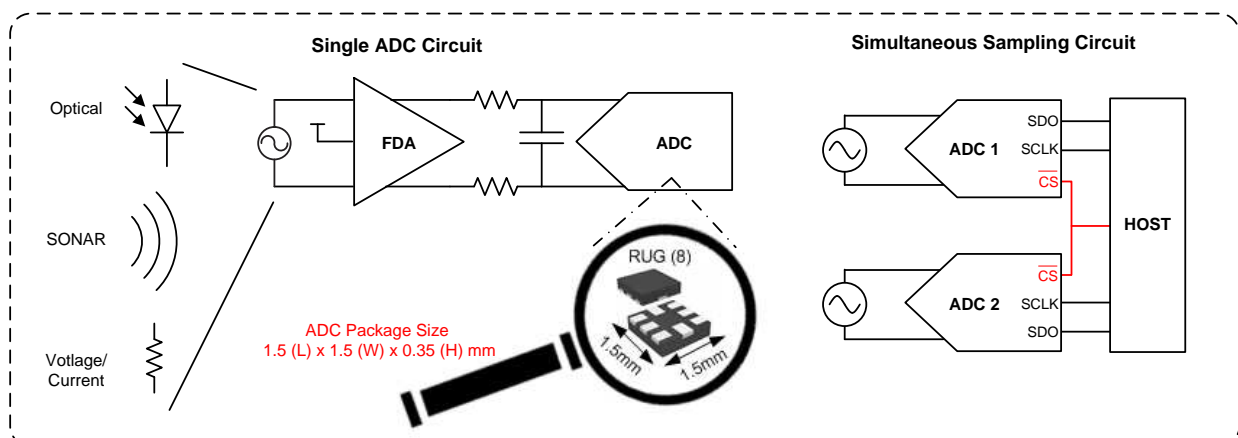 Single ADC Circuit
Optical
FDA
ADC
SONAR
RUG (8)
1.5mm
1.5mm
ADC Package Size
1.5 (L) x 1.5 (W) x 0.35 (H) mm
Votlage/
Current
Simultaneous Sampling Circuit
SDO
ADC 1
SCLK
CS
HOST
CS
ADC 2
SCLK
SDO